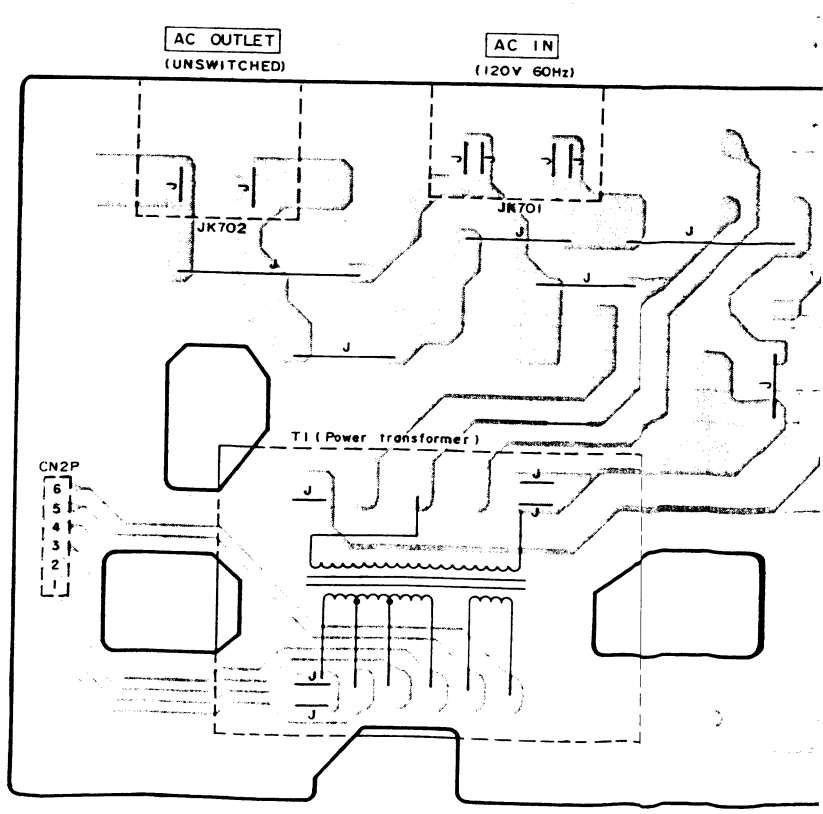 AC OUTLET
(UNSWITCHED)
AC IN
(120V 60Hz)
J
J
J
J
J
J
JK701
JK702
J
J
J
J
J
J
T1 (Power transformer)
CN2P
6
5
4
3
2
1
J
J
J
J
J